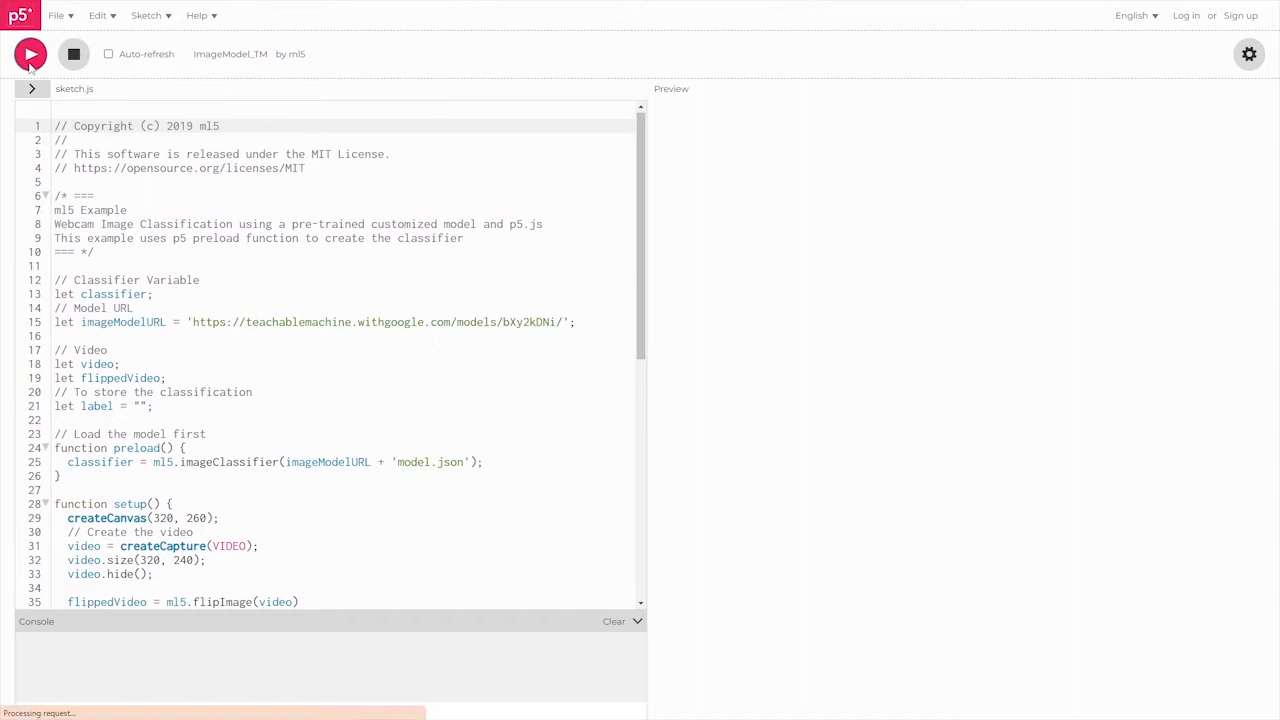 p5* File Edit Sketch Help English Log in or Sign up
Auto-refresh ImageModel_TM by ml5
sketch.js Preview
1 // Copyright (c) 2019 ml5
2 //
3 // This software is released under the MIT License.
4 // https://opensource.org/licenses/MIT
5
6 /* ===
7 ml5 Example
8 Webcam Image Classification using a pre-trained customized model and p5.js
9 This example uses p5 preload function to create the classifier
10 === */
11
12 // Classifier Variable
13 let classifier;
14 // Model URL
15 let imageModelURL = 'https://teachablemachine.withgoogle.com/models/bXy2kDNi/';
16
17 // Video
18 let video;
19 let flippedVideo;
20 // To store the classification
21 let label = "";
22
23 // Load the model first
24 function preload() {
25 classifier = ml5.imageClassifier(imageModelURL + 'model.json');
26 }
27
28 function setup() {
29 createCanvas(320, 260);
30 // Create the video
31 video = createCapture(VIDEO);
32 video.size(320, 240);
33 video.hide();
34
35 flippedVideo = ml5.flipImage(video)
Console Clear
Processing request...